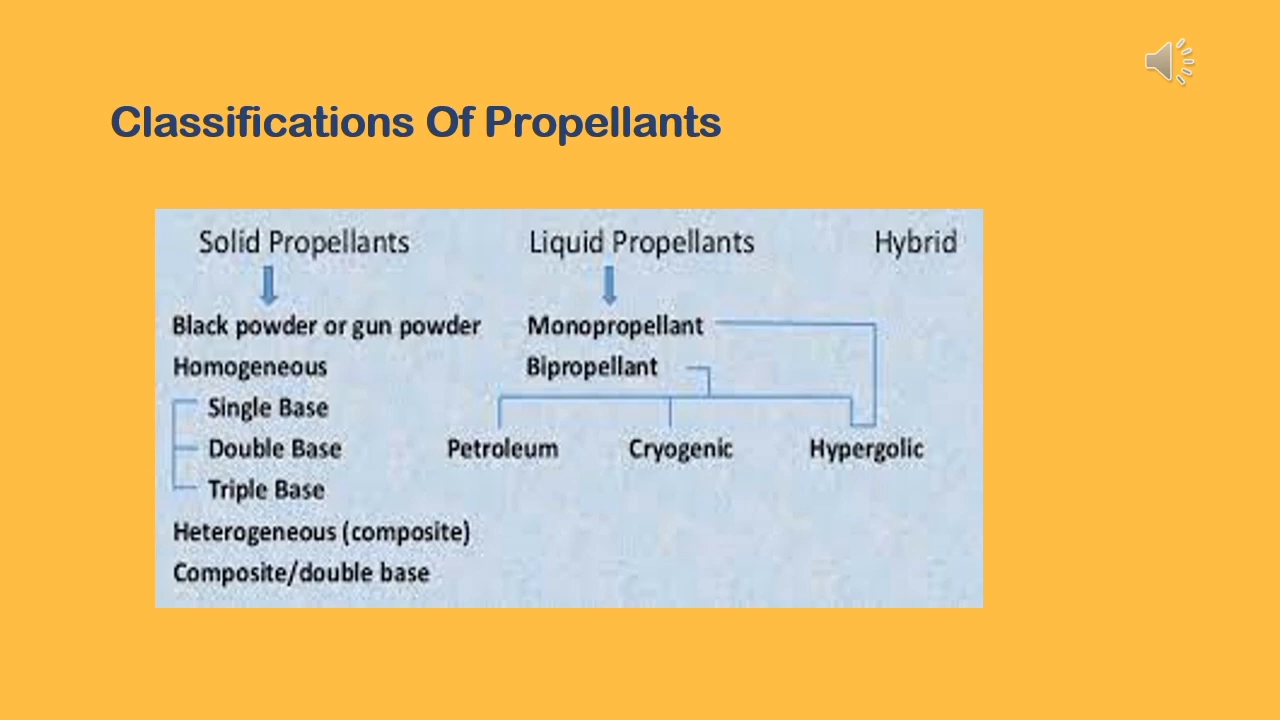 Classifications Of Propellants
Solid Propellants
Liquid Propellants
Hybrid
Black powder or gun powder
Homogeneous
Single Base
Double Base
Triple Base
Heterogeneous (composite)
Composite/double base
Monopropellant
Bipropellant
Petroleum
Cryogenic
Hypergolic